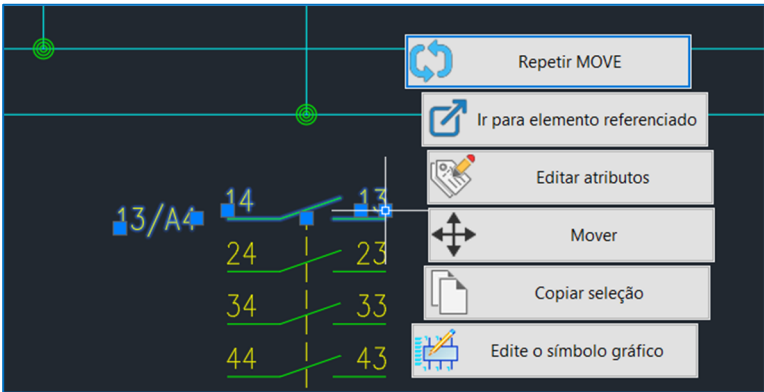 Repetir MOVE
Ir para elemento referenciado
Editar atributos
Mover
Copiar seleção
Edite o símbolo gráfico
13/A4 14 13
24 23
34 33
44 43